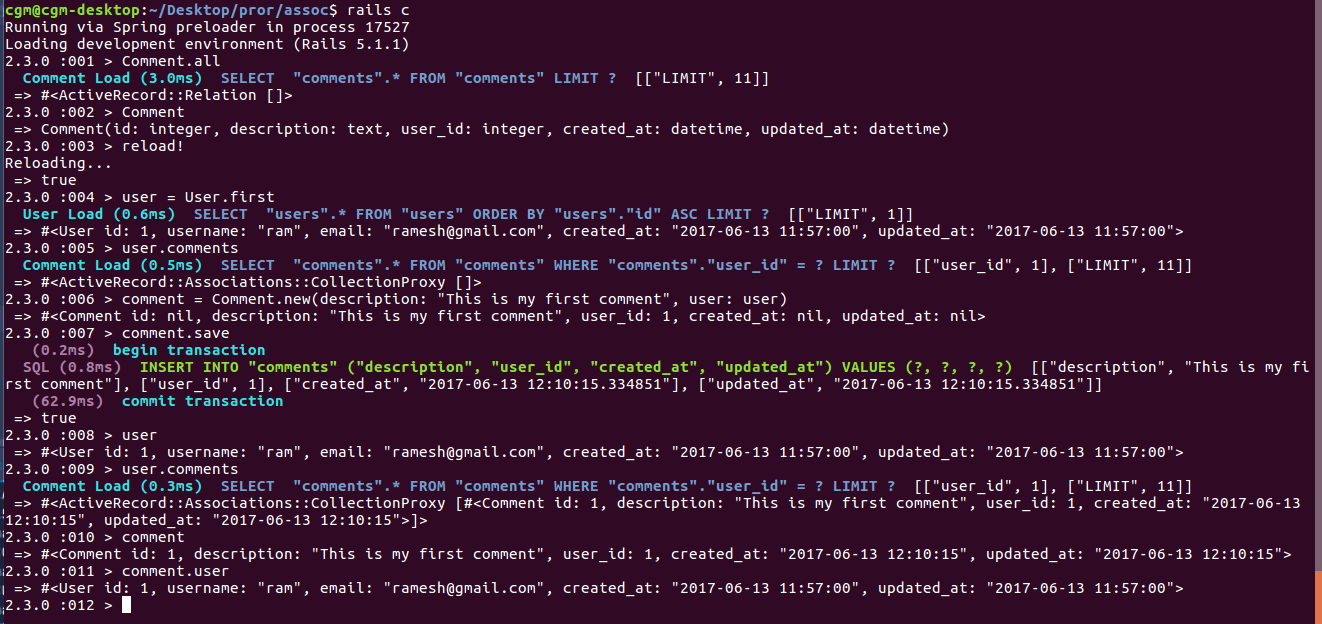 cgm@cgm-desktop:~/Desktop/pror/assoc$ rails c
Running via Spring preloader in process 17527
Loading development environment (Rails 5.1.1)
2.3.0 :001 > Comment.all
  Comment Load (3.0ms)  SELECT  "comments".* FROM "comments" LIMIT ?  [["LIMIT", 11]]
 => #<ActiveRecord::Relation []>
2.3.0 :002 > Comment
 => Comment(id: integer, description: text, user_id: integer, created_at: datetime, updated_at: datetime)
2.3.0 :003 > reload!
Reloading...
 => true
2.3.0 :004 > user = User.first
  User Load (0.6ms)  SELECT  "users".* FROM "users" ORDER BY "users"."id" ASC LIMIT ?  [["LIMIT", 1]]
 => #<User id: 1, username: "ram", email: "ramesh@gmail.com", created_at: "2017-06-13 11:57:00", updated_at: "2017-06-13 11:57:00">
2.3.0 :005 > user.comments
  Comment Load (0.5ms)  SELECT  "comments".* FROM "comments" WHERE "comments"."user_id" = ? LIMIT ?  [["user_id", 1], ["LIMIT", 11]]
 => #<ActiveRecord::Associations::CollectionProxy []>
2.3.0 :006 > comment = Comment.new(description: "This is my first comment", user: user)
 => #<Comment id: nil, description: "This is my first comment", user_id: 1, created_at: nil, updated_at: nil>
2.3.0 :007 > comment.save
   (0.2ms)  begin transaction
  SQL (0.8ms)  INSERT INTO "comments" ("description", "user_id", "created_at", "updated_at") VALUES (?, ?, ?, ?)  [["description", "This is my fi
rst comment"], ["user_id", 1], ["created_at", "2017-06-13 12:10:15.334851"], ["updated_at", "2017-06-13 12:10:15.334851"]]
   (62.9ms)  commit transaction
 => true
2.3.0 :008 > user
 => #<User id: 1, username: "ram", email: "ramesh@gmail.com", created_at: "2017-06-13 11:57:00", updated_at: "2017-06-13 11:57:00">
2.3.0 :009 > user.comments
  Comment Load (0.3ms)  SELECT  "comments".* FROM "comments" WHERE "comments"."user_id" = ? LIMIT ?  [["user_id", 1], ["LIMIT", 11]]
 => #<ActiveRecord::Associations::CollectionProxy [#<Comment id: 1, description: "This is my first comment", user_id: 1, created_at: "2017-06-13
12:10:15", updated_at: "2017-06-13 12:10:15">]>
2.3.0 :010 > comment
 => #<Comment id: 1, description: "This is my first comment", user_id: 1, created_at: "2017-06-13 12:10:15", updated_at: "2017-06-13 12:10:15">
2.3.0 :011 > comment.user
 => #<User id: 1, username: "ram", email: "ramesh@gmail.com", created_at: "2017-06-13 11:57:00", updated_at: "2017-06-13 11:57:00">
2.3.0 :012 >